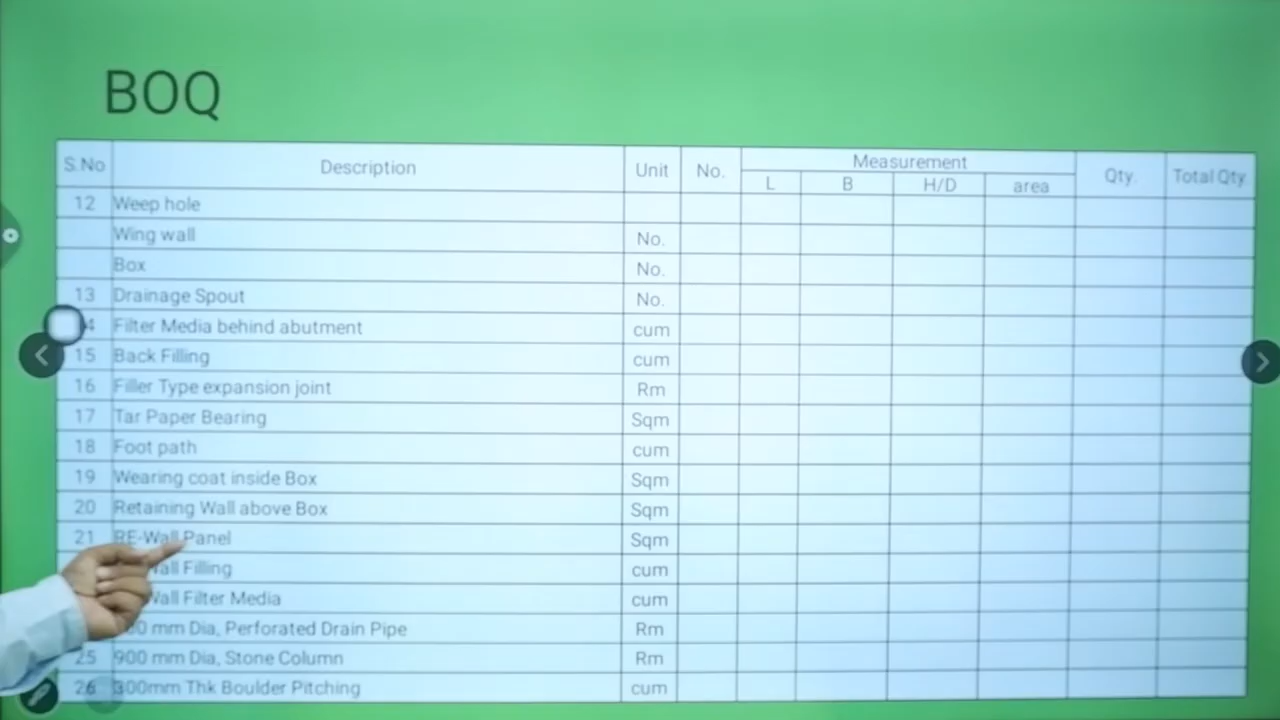 BOQ
S.No Description Unit No. Measurement Qty. Total Qty
L B H/D area
12 Weep hole
Wing wall No.
Box No.
13 Drainage Spout No.
Filter Media behind abutment cum
15 Back Filling cum
16 Filler Type expansion joint Rm
17 Tar Paper Bearing Sqm
18 Foot path cum
19 Wearing coat inside Box Sqm
20 Retaining Wall above Box Sqm
21 RE-Wall Panel Sqm
Wall Filling cum
Wall Filter Media cum
mm Dia, Perforated Drain Pipe Rm
25 900 mm Dia, Stone Column Rm
26 300mm Thk Boulder Pitching cum